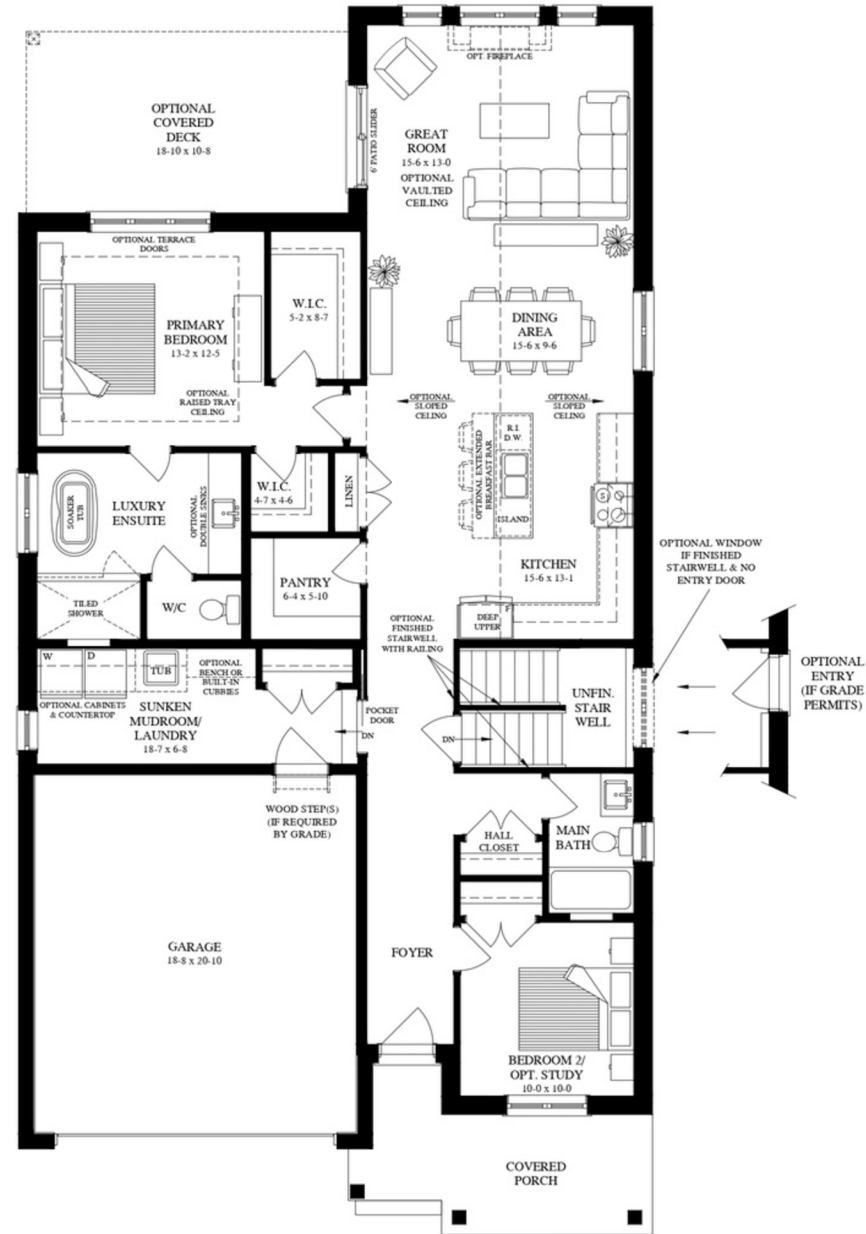 OPT. FIREPLACE
OPTIONAL
COVERED
DECK
18-10 x 10-8
6' PATIO SLIDER
GREAT
ROOM
15-6 x 13-0
OPTIONAL
VAULTED
CEILING
OPTIONAL TERRACE
DOORS
W.I.C.
5-2 x 8-7
PRIMARY
BEDROOM
13-2 x 12-5
OPTIONAL
RAISED TRAY
CEILING
DINING
AREA
15-6 x 9-6
OPTIONAL
SLOPED
CELING
OPTIONAL
SLOPED
CELING
R.I.
D.W.
OPTIONAL EXTENDED
BREAKFAST BAR
ISLAND
S
SOAKER
TUB
LUXURY
ENSUITE
OPTIONAL
DOUBLE SINKS
W.I.C.
4-7 x 4-6
LINEN
KITCHEN
15-6 x 13-1
OPTIONAL WINDOW
IF FINISHED
STAIRWELL & NO
ENTRY DOOR
PANTRY
6-4 x 5-10
TILED
SHOWER
W/C
F
DEEP
UPPER
OPTIONAL
FINISHED
STAIRWELL
WITH RAILING
W
D
TUB
OPTIONAL
BENCH OR
BUILT-IN
CUBBIES
OPTIONAL CABINETS
& COUNTERTOP
SUNKEN
MUDROOM/
LAUNDRY
18-7 x 6-8
POCKET
DOOR
DN
DN
UNFIN.
STAIR
WELL
OPTIONAL
ENTRY
(IF GRADE
PERMITS)
WOOD STEP(S)
(IF REQUIRED
BY GRADE)
HALL
CLOSET
MAIN
BATH
GARAGE
18-8 x 20-10
FOYER
BEDROOM 2/
OPT. STUDY
10-0 x 10-0
COVERED
PORCH